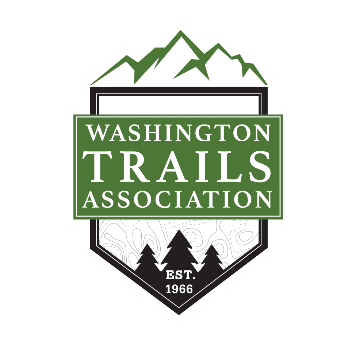 WASHINGTON
TRAILS
ASSOCIATION
EST.
1966